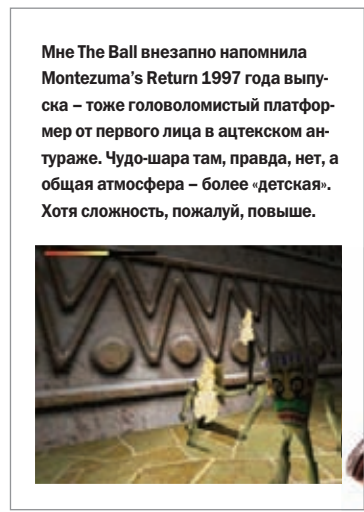 Мне The Ball внезапно напомнила
Montezuma’s Return 1997 года выпу-
ска – тоже головоломистый платфор-
мер от первого лица в ацтекском ан-
тураже. Чудо-шара там, правда, нет, а
общая атмосфера – более «детская».
Хотя сложность, пожалуй, повыше.